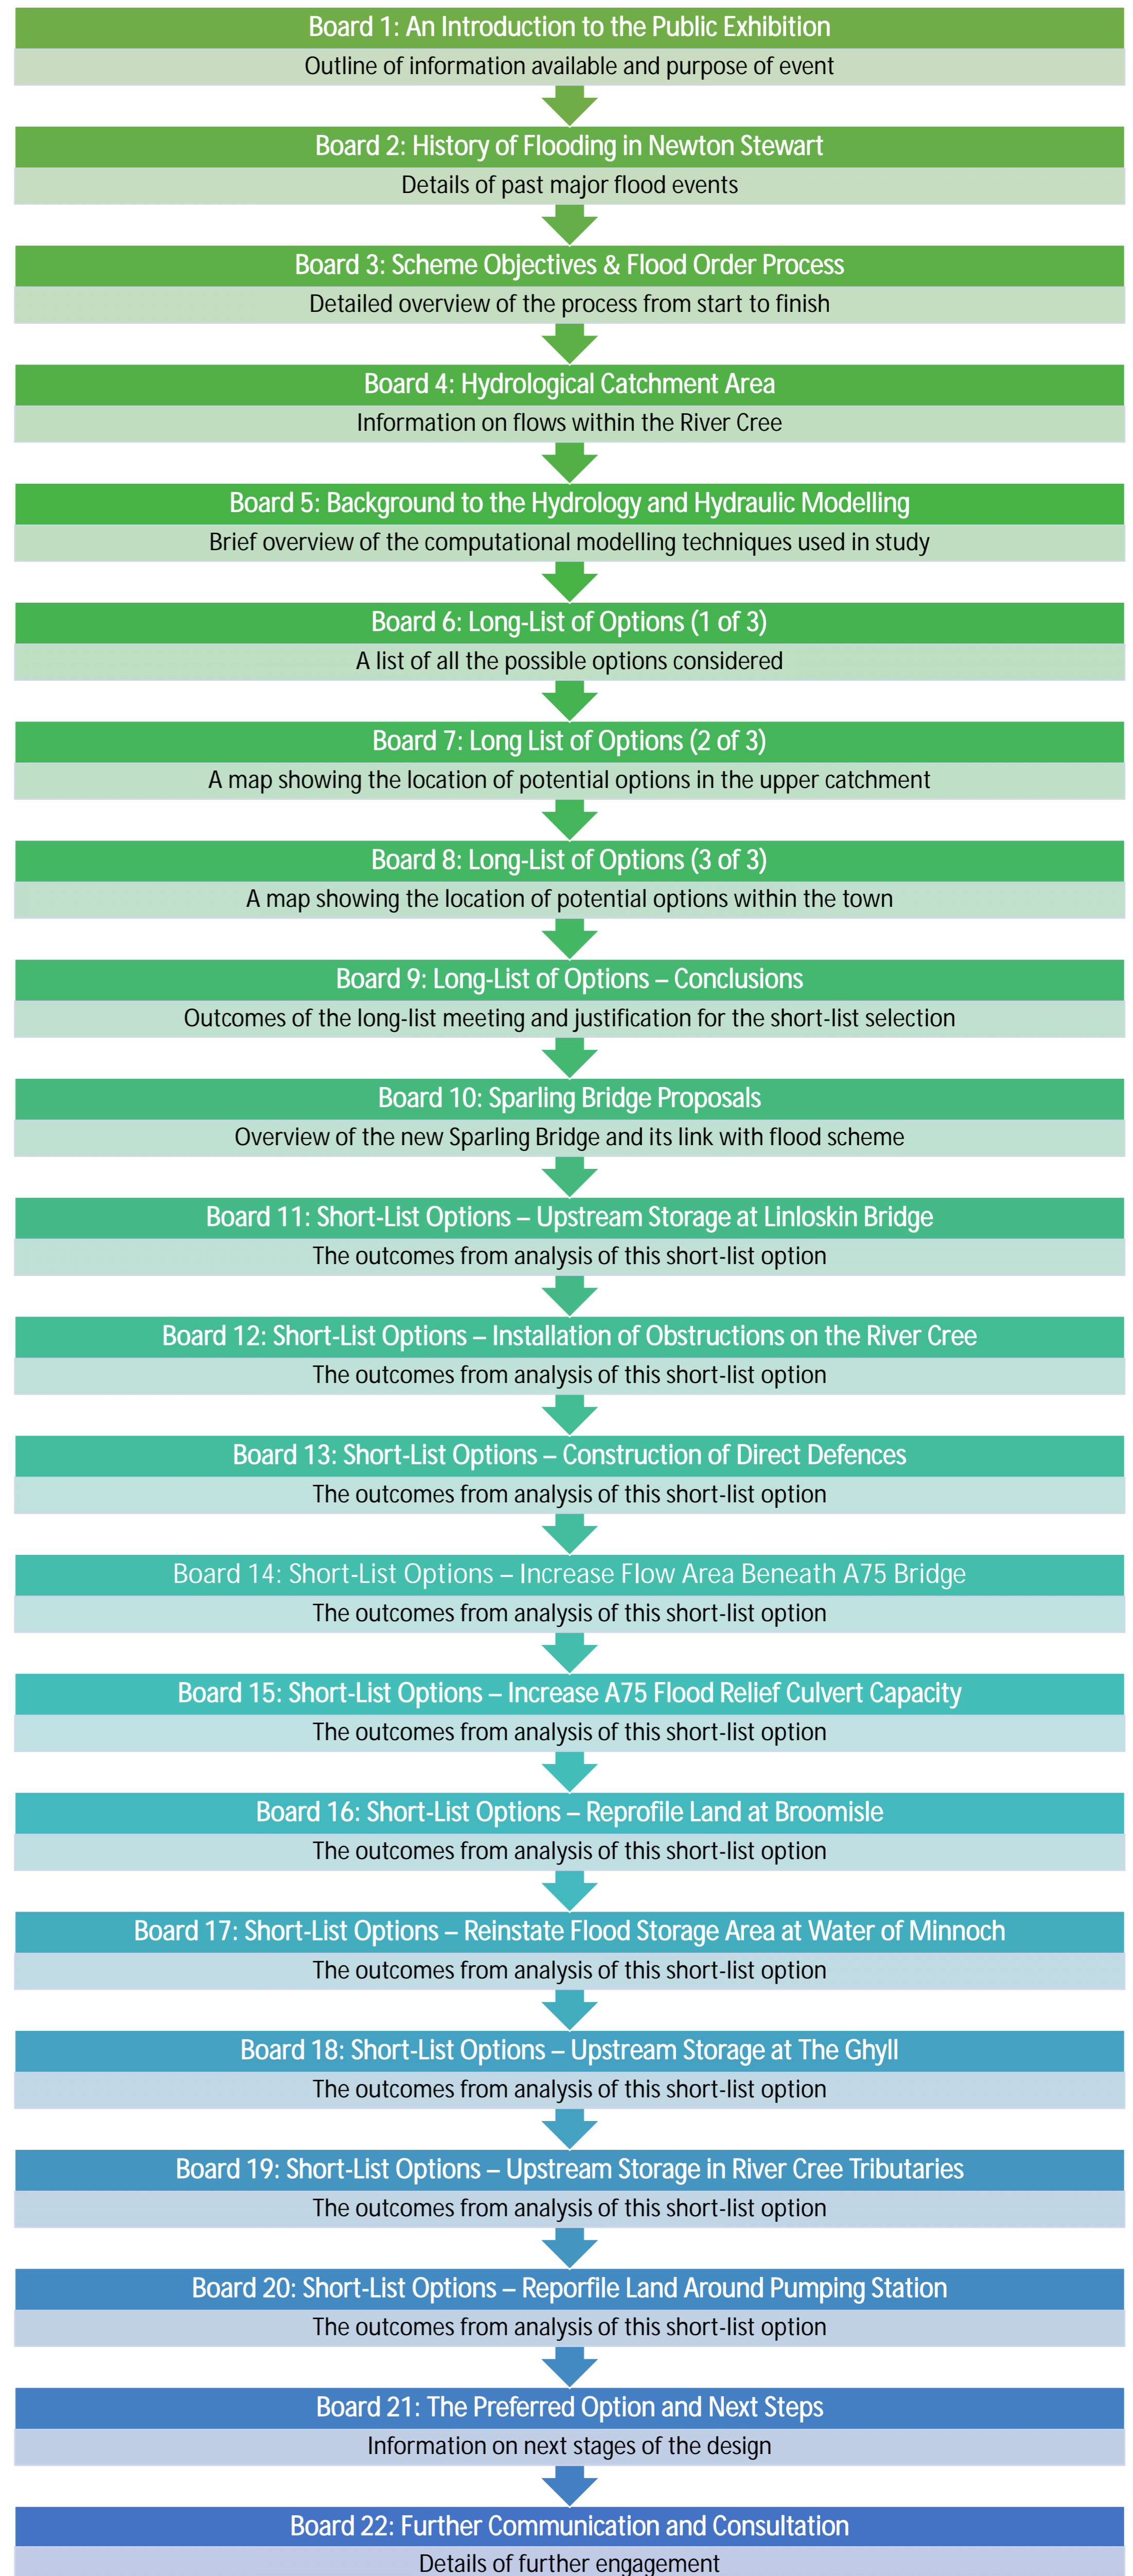 Board 1: An Introduction to the Public Exhibition
Outline of information available and purpose of event
Board 2: History of Flooding in Newton Stewart
Details of past major flood events
Board 3: Scheme Objectives & Flood Order Process
Detailed overview of the process from start to finish
Board 4: Hydrological Catchment Area
Information on flows within the River Cree
Board 5: Background to the Hydrology and Hydraulic Modelling
Brief overview of the computational modelling techniques used in study
Board 6: Long-List of Options (1 of 3)
A list of all the possible options considered
Board 7: Long List of Options (2 of 3)
A map showing the location of potential options in the upper catchment
Board 8: Long-List of Options (3 of 3)
A map showing the location of potential options within the town
Board 9: Long-List of Options – Conclusions
Outcomes of the long-list meeting and justification for the short-list selection
Board 10: Sparling Bridge Proposals
Overview of the new Sparling Bridge and its link with flood scheme
Board 11: Short-List Options – Upstream Storage at Linloskin Bridge
The outcomes from analysis of this short-list option
Board 12: Short-List Options – Installation of Obstructions on the River Cree
The outcomes from analysis of this short-list option
Board 13: Short-List Options – Construction of Direct Defences
The outcomes from analysis of this short-list option
Board 14: Short-List Options – Increase Flow Area Beneath A75 Bridge
The outcomes from analysis of this short-list option
Board 15: Short-List Options – Increase A75 Flood Relief Culvert Capacity
The outcomes from analysis of this short-list option
Board 16: Short-List Options – Reprofile Land at Broomisle
The outcomes from analysis of this short-list option
Board 17: Short-List Options – Reinstate Flood Storage Area at Water of Minnoch
The outcomes from analysis of this short-list option
Board 18: Short-List Options – Upstream Storage at The Ghyll
The outcomes from analysis of this short-list option
Board 19: Short-List Options – Upstream Storage in River Cree Tributaries
The outcomes from analysis of this short-list option
Board 20: Short-List Options – Reporfile Land Around Pumping Station
The outcomes from analysis of this short-list option
Board 21: The Preferred Option and Next Steps
Information on next stages of the design
Board 22: Further Communication and Consultation
Details of further engagement